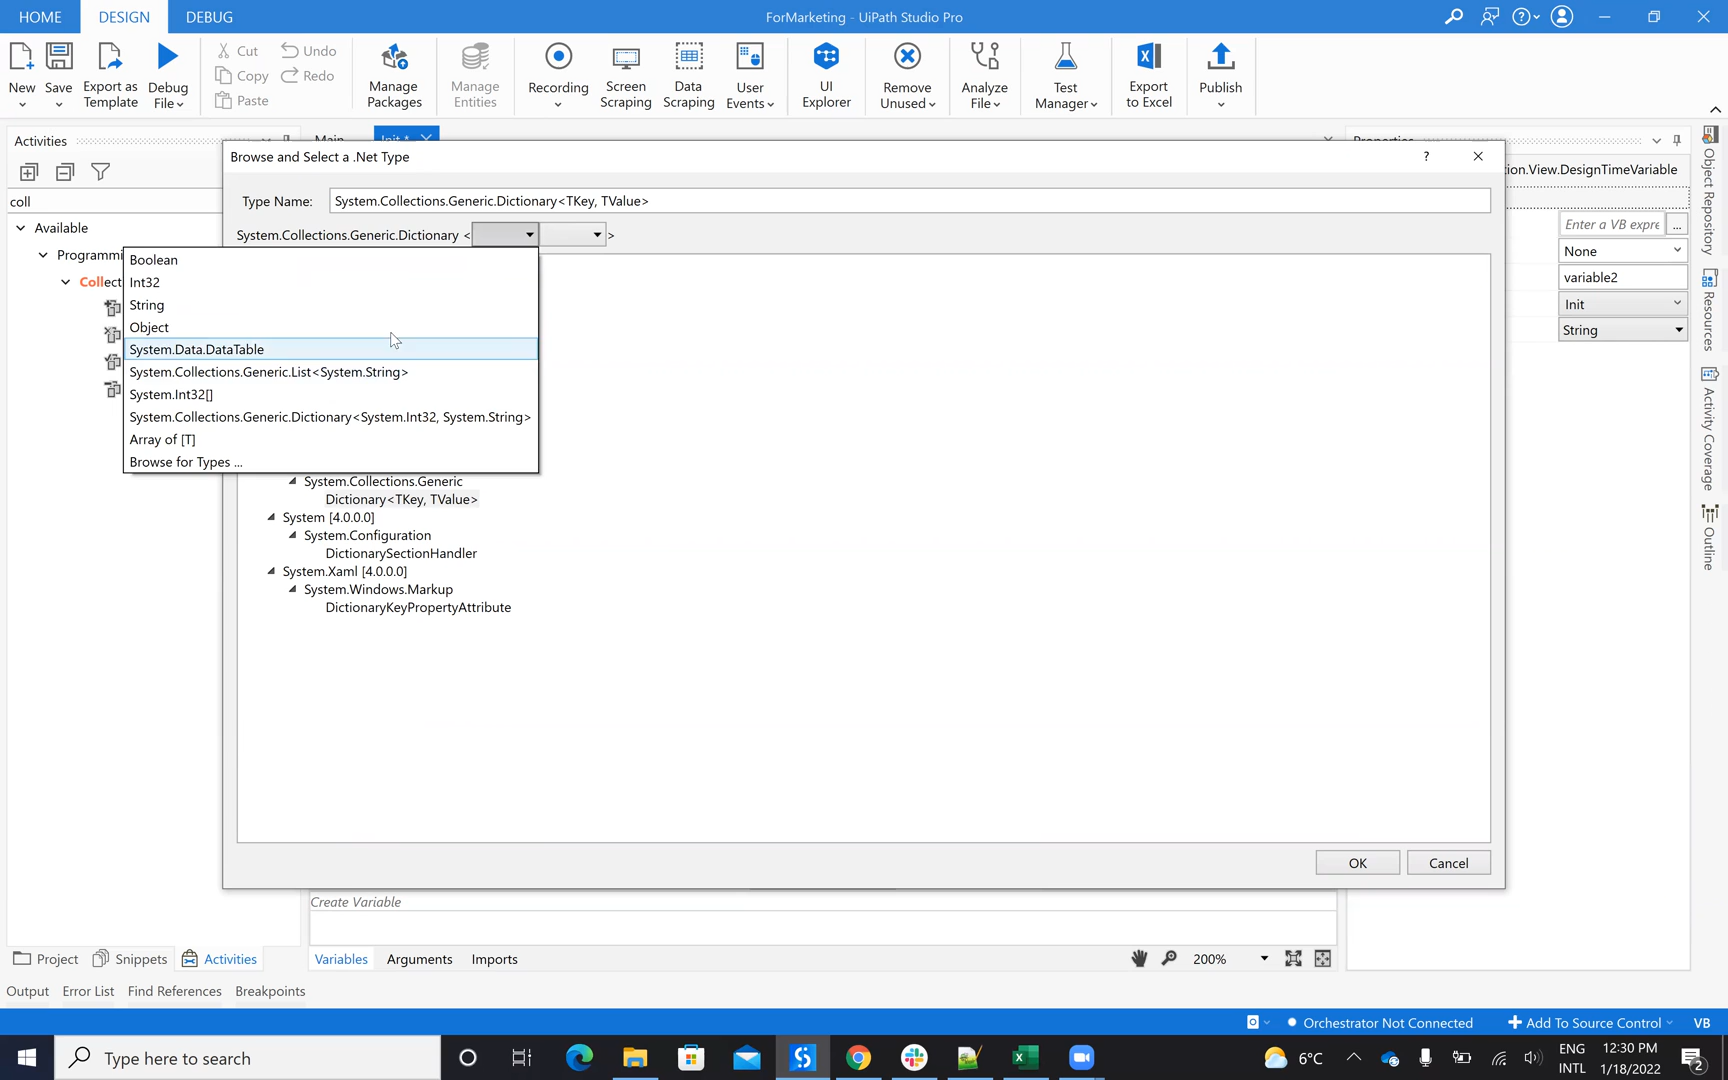 HOME
DESIGN
DEBUG
ForMarketing - UiPath Studio Pro
New
Save
Export as
Template
Debug
File
Cut
Copy
Paste
Undo
Redo
Manage
Packages
Manage
Entities
Recording
Screen
Scraping
Data
Scraping
User
Events
UI
Explorer
Remove
Unused
Analyze
File
Test
Manager
Export
to Excel
Publish
Activities
Main
Init *
Properties
coll
Available
Programmi
Collect
Browse and Select a .Net Type
?
Type Name:
System.Collections.Generic.Dictionary<TKey, TValue>
System.Collections.Generic.Dictionary <
>
Boolean
Int32
String
Object
System.Data.DataTable
System.Collections.Generic.List<System.String>
System.Int32[]
System.Collections.Generic.Dictionary<System.Int32, System.String>
Array of [T]
Browse for Types ...
System.Collections.Generic
Dictionary<TKey, TValue>
System [4.0.0.0]
System.Configuration
DictionarySectionHandler
System.Xaml [4.0.0.0]
System.Windows.Markup
DictionaryKeyPropertyAttribute
OK
Cancel
ion.View.DesignTimeVariable
Enter a VB expre
...
None
variable2
Init
String
Object Repository
Resources
Activity Coverage
Outline
Create Variable
Variables
Arguments
Imports
200%
Project
Snippets
Activities
Output
Error List
Find References
Breakpoints
Orchestrator Not Connected
Add To Source Control
VB
Type here to search
6°C
ENG
INTL
12:30 PM
1/18/2022
2